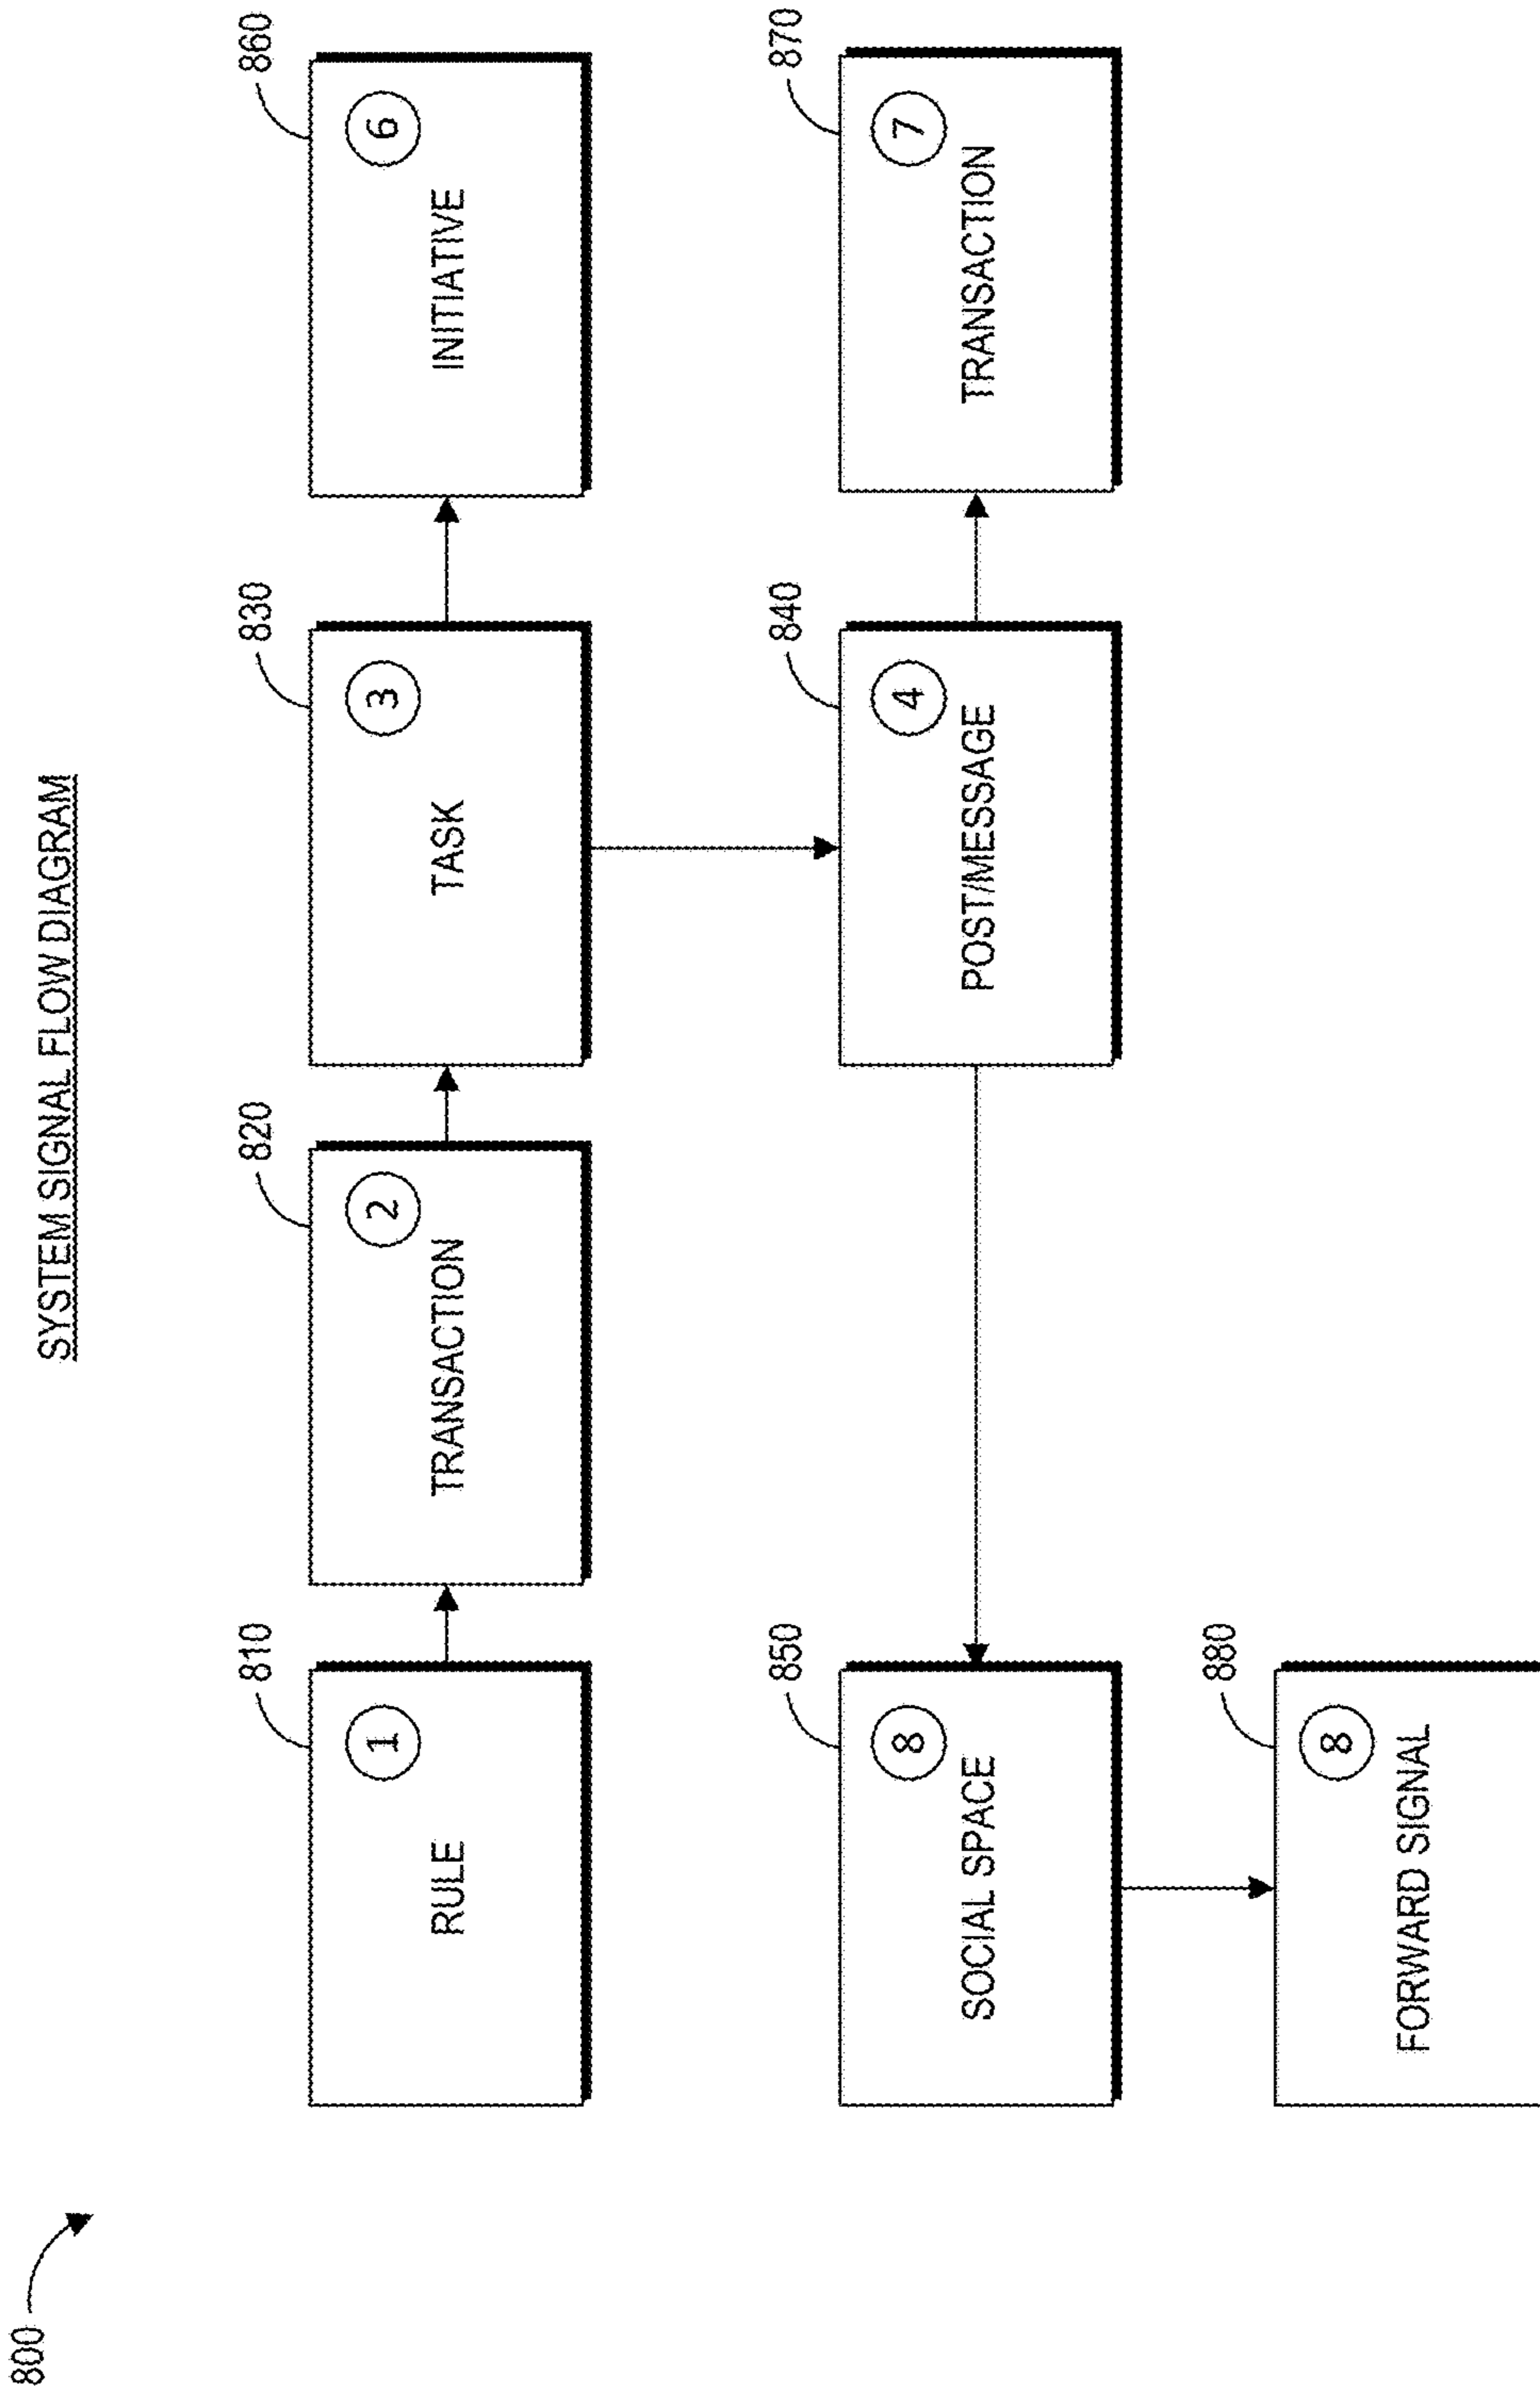 800
SYSTEM SIGNAL FLOW DIAGRAM
810
1
RULE
820
2
TRANSACTION
830
3
TASK
860
6
INITIATIVE
850
8
SOCIAL SPACE
840
4
POST/MESSAGE
870
7
TRANSACTION
880
8
FORWARD SIGNAL